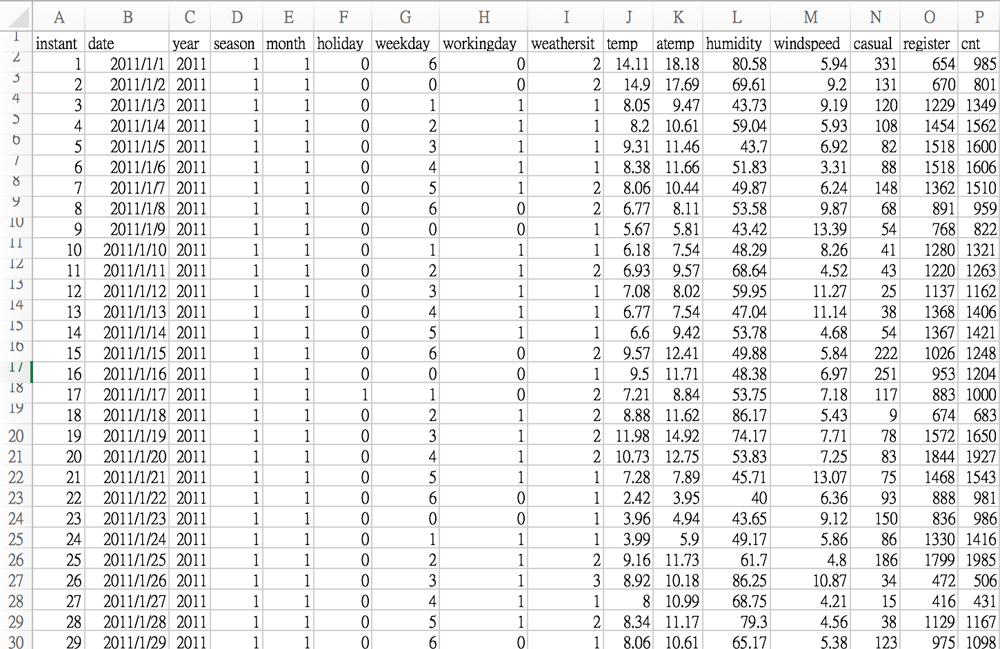 A B C D E F G H I J K L M N O P
1 instant date year season month holiday weekday workingday weathersit temp atemp humidity windspeed casual register cnt
2 1 2011/1/1 2011 1 1 0 6 0 2 14.11 18.18 80.58 5.94 331 654 985
3 2 2011/1/2 2011 1 1 0 0 0 2 14.9 17.69 69.61 9.2 131 670 801
4 3 2011/1/3 2011 1 1 0 1 1 1 8.05 9.47 43.73 9.19 120 1229 1349
5 4 2011/1/4 2011 1 1 0 2 1 1 8.2 10.61 59.04 5.93 108 1454 1562
6 5 2011/1/5 2011 1 1 0 3 1 1 9.31 11.46 43.7 6.92 82 1518 1600
7 6 2011/1/6 2011 1 1 0 4 1 1 8.38 11.66 51.83 3.31 88 1518 1606
8 7 2011/1/7 2011 1 1 0 5 1 2 8.06 10.44 49.87 6.24 148 1362 1510
9 8 2011/1/8 2011 1 1 0 6 0 2 6.77 8.11 53.58 9.87 68 891 959
10 9 2011/1/9 2011 1 1 0 0 0 1 5.67 5.81 43.42 13.39 54 768 822
11 10 2011/1/10 2011 1 1 0 1 1 1 6.18 7.54 48.29 8.26 41 1280 1321
12 11 2011/1/11 2011 1 1 0 2 1 2 6.93 9.57 68.64 4.52 43 1220 1263
13 12 2011/1/12 2011 1 1 0 3 1 1 7.08 8.02 59.95 11.27 25 1137 1162
14 13 2011/1/13 2011 1 1 0 4 1 1 6.77 7.54 47.04 11.14 38 1368 1406
15 14 2011/1/14 2011 1 1 0 5 1 1 6.6 9.42 53.78 4.68 54 1367 1421
16 15 2011/1/15 2011 1 1 0 6 0 2 9.57 12.41 49.88 5.84 222 1026 1248
17 16 2011/1/16 2011 1 1 0 0 0 1 9.5 11.71 48.38 6.97 251 953 1204
18 17 2011/1/17 2011 1 1 1 1 0 2 7.21 8.84 53.75 7.18 117 883 1000
19 18 2011/1/18 2011 1 1 0 2 1 2 8.88 11.62 86.17 5.43 9 674 683
20 19 2011/1/19 2011 1 1 0 3 1 2 11.98 14.92 74.17 7.71 78 1572 1650
21 20 2011/1/20 2011 1 1 0 4 1 2 10.73 12.75 53.83 7.25 83 1844 1927
22 21 2011/1/21 2011 1 1 0 5 1 1 7.28 7.89 45.71 13.07 75 1468 1543
23 22 2011/1/22 2011 1 1 0 6 0 1 2.42 3.95 40 6.36 93 888 981
24 23 2011/1/23 2011 1 1 0 0 0 1 3.96 4.94 43.65 9.12 150 836 986
25 24 2011/1/24 2011 1 1 0 1 1 1 3.99 5.9 49.17 5.86 86 1330 1416
26 25 2011/1/25 2011 1 1 0 2 1 2 9.16 11.73 61.7 4.8 186 1799 1985
27 26 2011/1/26 2011 1 1 0 3 1 3 8.92 10.18 86.25 10.87 34 472 506
28 27 2011/1/27 2011 1 1 0 4 1 1 8 10.99 68.75 4.21 15 416 431
29 28 2011/1/28 2011 1 1 0 5 1 2 8.34 11.17 79.3 4.56 38 1129 1167
30 29 2011/1/29 2011 1 1 0 6 0 1 8.06 10.61 65.17 5.38 123 975 1098